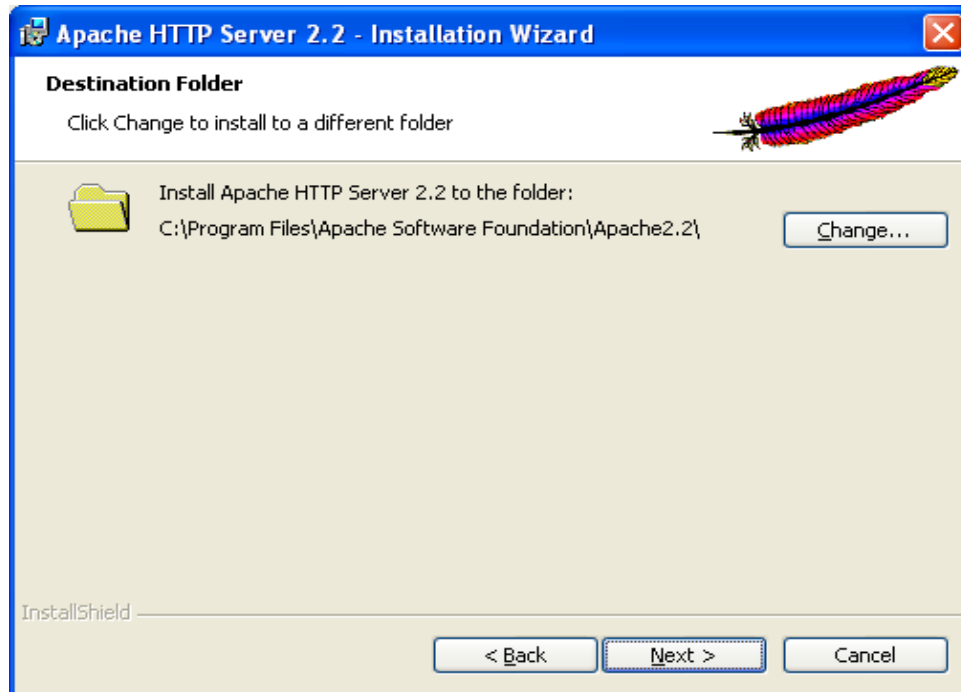 Apache HTTP Server 2.2 - Installation Wizard
Destination Folder
Click Change to install to a different folder
Install Apache HTTP Server 2.2 to the folder:
C:\Program Files\Apache Software Foundation\Apache2.2\
Change...
InstallShield
< Back
Next >
Cancel